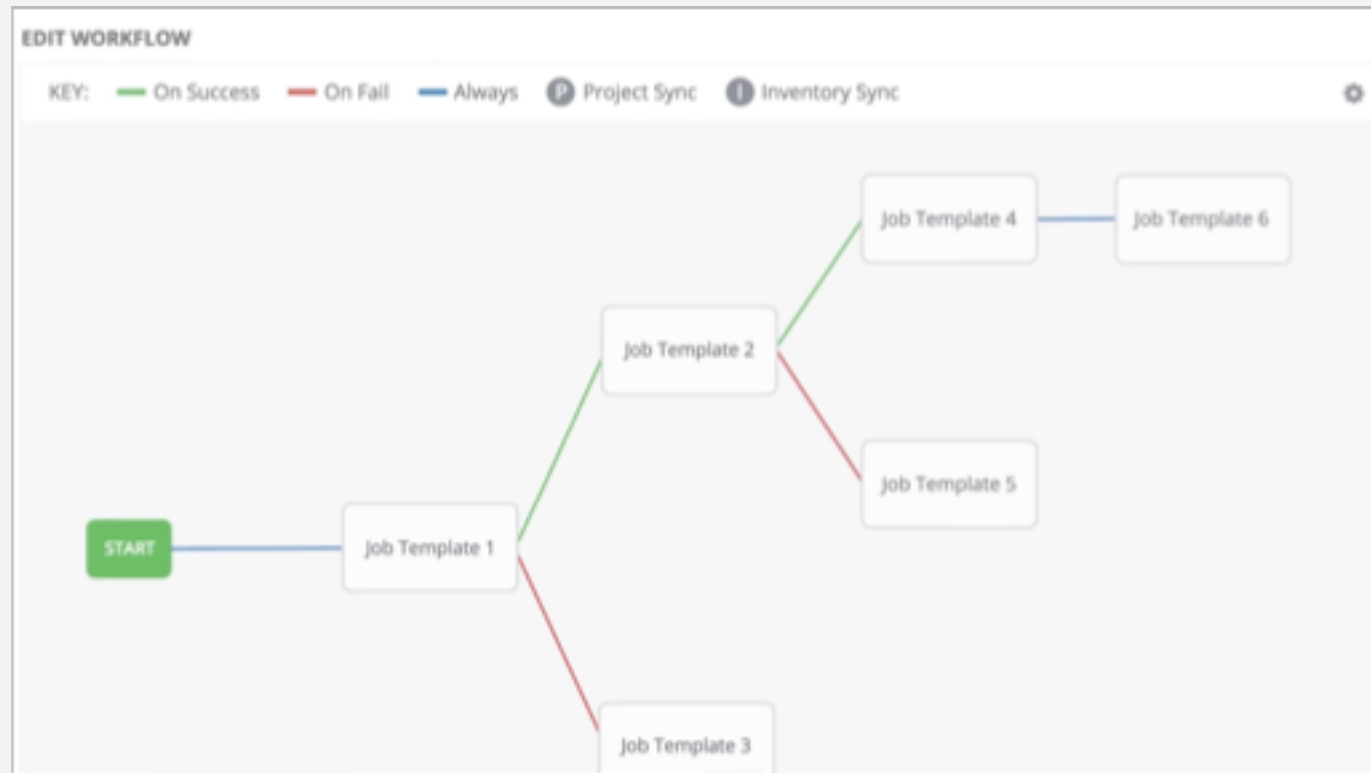 EDIT WORKFLOW
KEY: On Success On Fail Always P Project Sync I Inventory Sync
Job Template 4 Job Template 6
Job Template 2
Job Template 5
START Job Template 1
Job Template 3